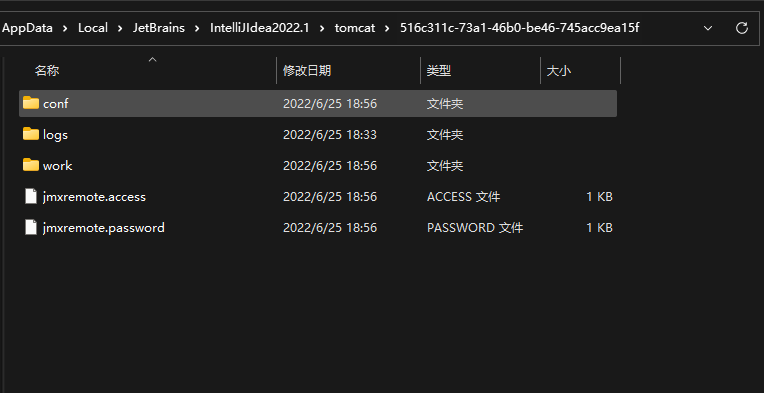 AppData > Local > JetBrains > IntelliJIdea2022.1 > tomcat > 516c311c-73a1-46b0-be46-745acc9ea15f
名称 修改日期 类型 大小
conf 2022/6/25 18:56 文件夹
logs 2022/6/25 18:33 文件夹
work 2022/6/25 18:56 文件夹
jmxremote.access 2022/6/25 18:56 ACCESS 文件 1 KB
jmxremote.password 2022/6/25 18:56 PASSWORD 文件 1 KB